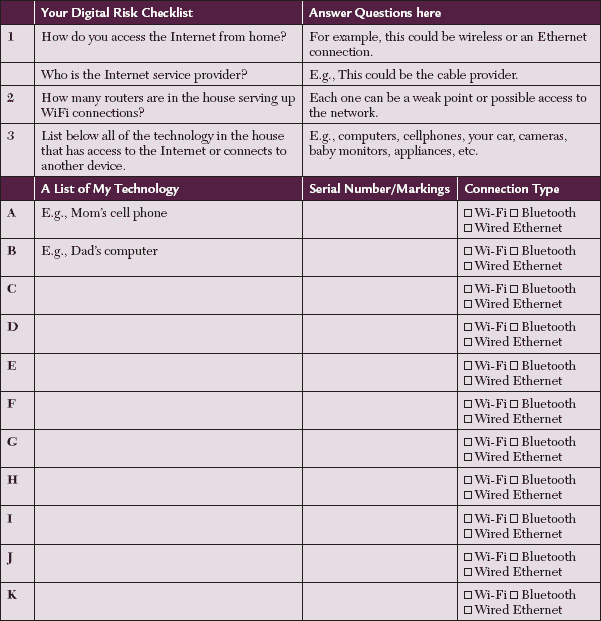 Your Digital Risk Checklist Answer Questions here
1 How do you access the Internet from home? For example, this could be wireless or an Ethernet
connection.
Who is the Internet service provider? E.g., This could be the cable provider.
2 How many routers are in the house serving up Each one can be a weak point or possible access to
WiFi connections? the network.
3 List below all of the technology in the house E.g., computers, cellphones, your car, cameras,
that has access to the Internet or connects to baby monitors, appliances, etc.
another device.
A List of My Technology Serial Number/Markings Connection Type
A E.g., Mom's cell phone □ Wi-Fi □ Bluetooth
□ Wired Ethernet
B E.g., Dad's computer □ Wi-Fi □ Bluetooth
□ Wired Ethernet
C □ Wi-Fi □ Bluetooth
□ Wired Ethernet
D □ Wi-Fi □ Bluetooth
□ Wired Ethernet
E □ Wi-Fi □ Bluetooth
□ Wired Ethernet
F □ Wi-Fi □ Bluetooth
□ Wired Ethernet
G □ Wi-Fi □ Bluetooth
□ Wired Ethernet
H □ Wi-Fi □ Bluetooth
□ Wired Ethernet
I □ Wi-Fi □ Bluetooth
□ Wired Ethernet
J □ Wi-Fi □ Bluetooth
□ Wired Ethernet
K □ Wi-Fi □ Bluetooth
□ Wired Ethernet